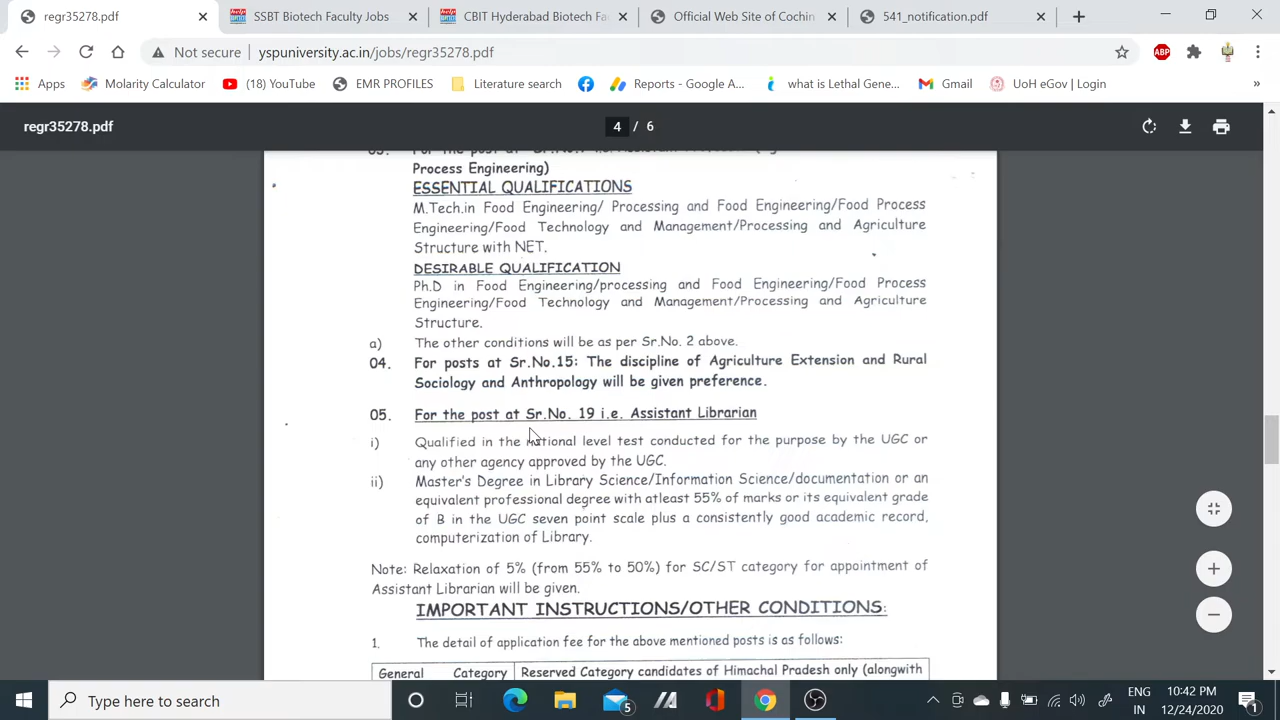 regr35278.pdf
SSBT Biotech Faculty Jobs
CBIT Hyderabad Biotech Fa
Official Web Site of Cochin
541_notification.pdf
Not secure
yspuniversity.ac.in/jobs/regr35278.pdf
ABP
Apps
Molarity Calculator
(18) YouTube
EMR PROFILES
Literature search
Reports - Google A...
what is Lethal Gene...
Gmail
UoH eGov | Login
»
regr35278.pdf
4 / 6
For the post at Sr.No.
Process Engineering)
ESSENTIAL QUALIFICATIONS
M.Tech.in Food Engineering/ Processing and Food Engineering/Food Process
Engineering/Food Technology and Management/Processing and Agriculture
Structure with NET.
DESIRABLE QUALIFICATION
Ph.D in Food Engineering/processing and Food Engineering/Food Process
Engineering/Food Technology and Management/Processing and Agriculture
Structure.
a) The other conditions will be as per Sr.No. 2 above.
04. For posts at Sr.No.15: The discipline of Agriculture Extension and Rural
Sociology and Anthropology will be given preference.
05. For the post at Sr.No. 19 i.e. Assistant Librarian
i) Qualified in the national level test conducted for the purpose by the UGC or
any other agency approved by the UGC.
ii) Master's Degree in Library Science/Information Science/documentation or an
equivalent professional degree with atleast 55% of marks or its equivalent grade
of B in the UGC seven point scale plus a consistently good academic record,
computerization of Library.
Note: Relaxation of 5% (from 55% to 50%) for SC/ST category for appointment of
Assistant Librarian will be given.
IMPORTANT INSTRUCTIONS/OTHER CONDITIONS:
1. The detail of application fee for the above mentioned posts is as follows:
General Category
Reserved Category candidates of Himachal Pradesh only (alongwith
Type here to search
5
ENG
IN
10:42 PM
12/24/2020
1